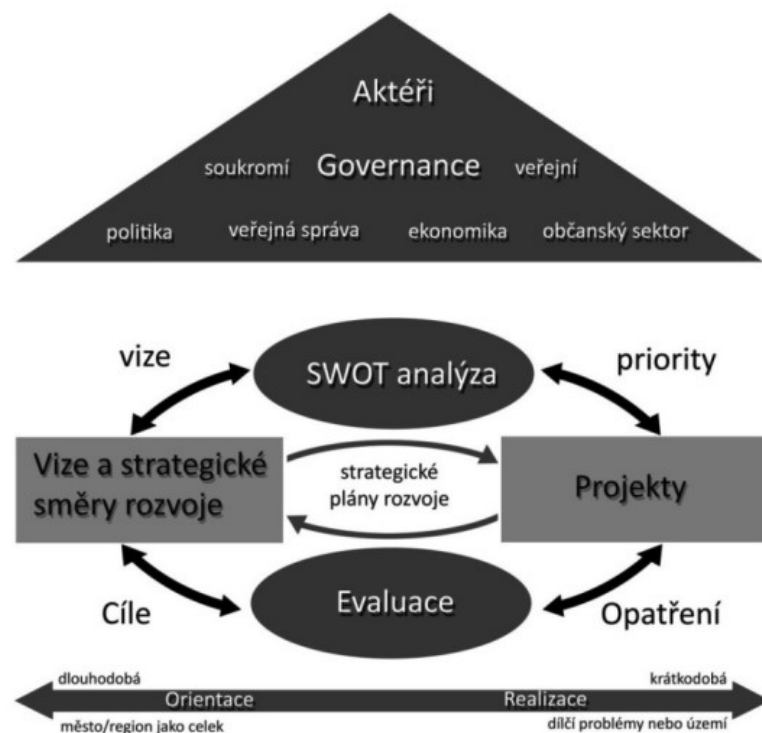 Aktéři
soukromí Governance veřejní
politika veřejná správa ekonomika občanský sektor
vize SWOT analýza priority
Vize a strategické
směry rozvoje
strategické
plány rozvoje
Projekty
Cíle Evaluace Opatření
dlouhodobá krátkodobá
Orientace Realizace
město/region jako celek dílčí problémy nebo území